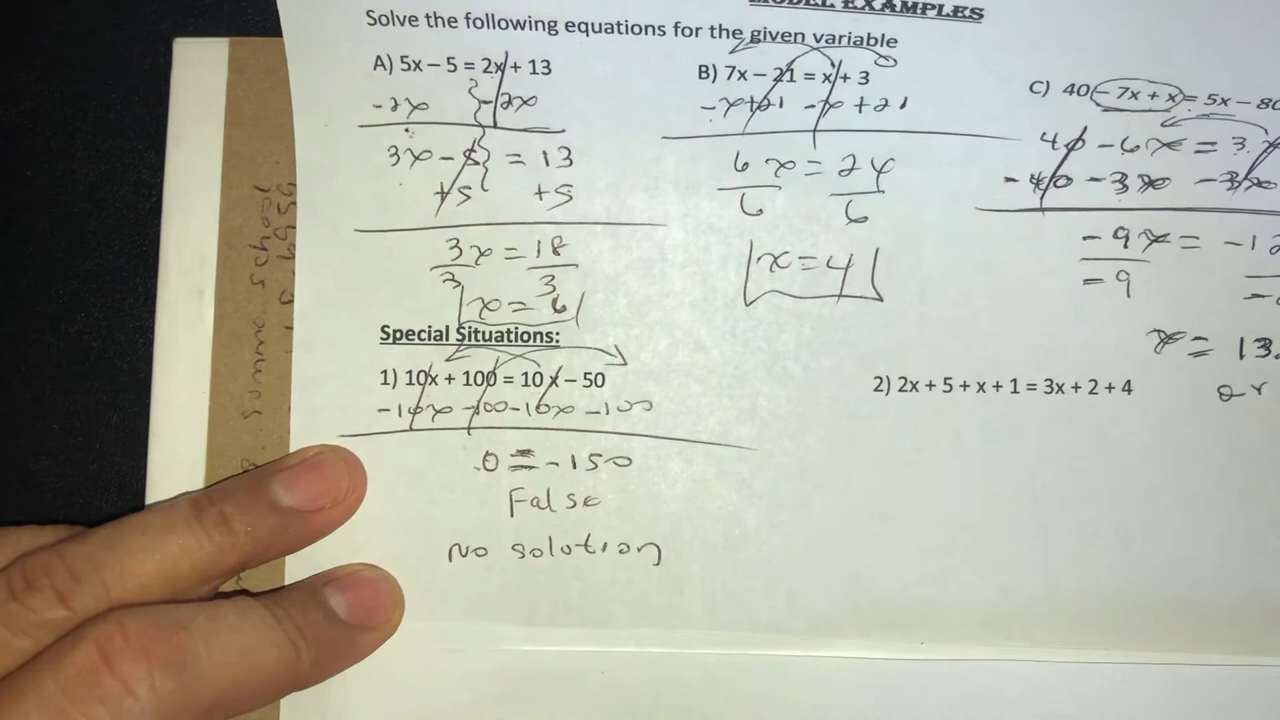 MODEL EXAMPLES
Solve the following equations for the given variable
A) 5x – 5 = 2x + 13
-2x -2x
3x - 5 = 13
+5 +5
3x = 18
3 3
x = 6
B) 7x – 21 = x + 3
-x+21 -x +21
6x = 24
6 6
x = 4
C) 40 – 7x + x = 5x – 80
40 - 6x = 3x
-40 -3x -3x
-9x = -12
-9
x = 13.
or
Special Situations:
1) 10x + 100 = 10x – 50
-10x -100 -10x -100
0 = -150
False
No solution
2) 2x + 5 + x + 1 = 3x + 2 + 4